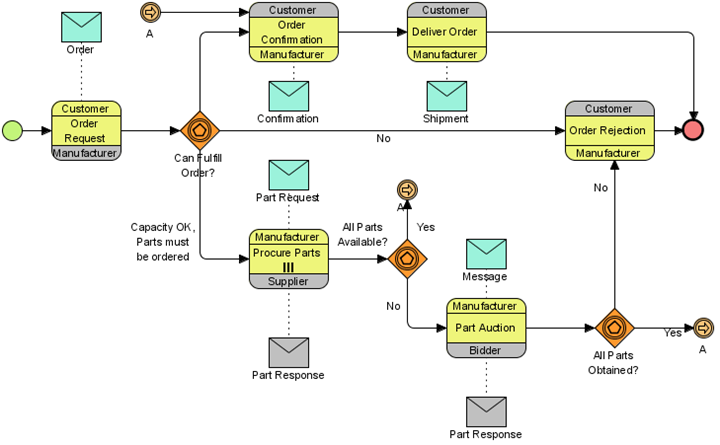 Order
A
Customer
Order
Confirmation
Manufacturer
Confirmation
Customer
Deliver Order
Manufacturer
Shipment
Customer
Order
Request
Manufacturer
Can Fulfill
Order?
No
Customer
Order Rejection
Manufacturer
Part Request
Capacity OK,
Parts must
be ordered
Manufacturer
Procure Parts
Supplier
Part Response
All Parts
Available?
A
Yes
No
Message
Manufacturer
Part Auction
Bidder
Part Response
No
All Parts
Obtained?
Yes
A